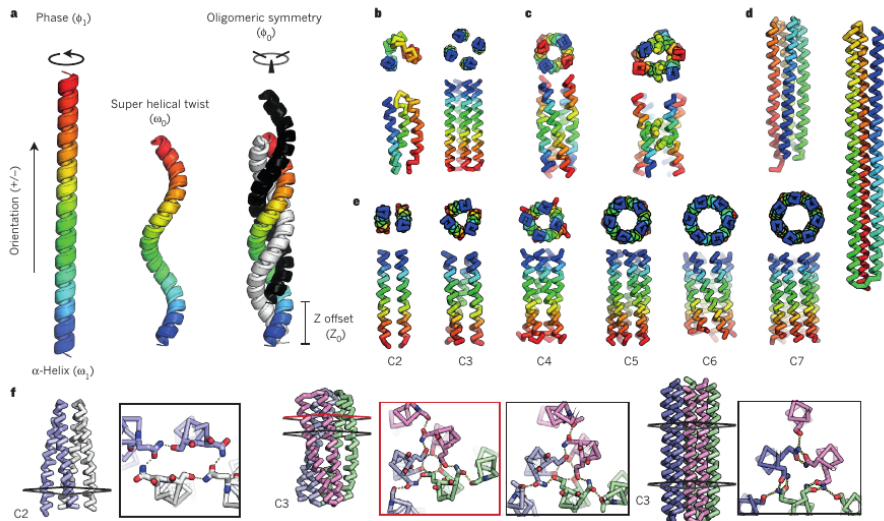 a
Phase (ϕ₁)
Orientation (+/−)
α-Helix (ω₁)
Super helical twist
(ω₀)
Oligomeric symmetry
(ϕ₀)
Z offset
(Z₀)
b
c
d
e
C2
C3
C4
C5
C6
C7
f
C2
C3
C3